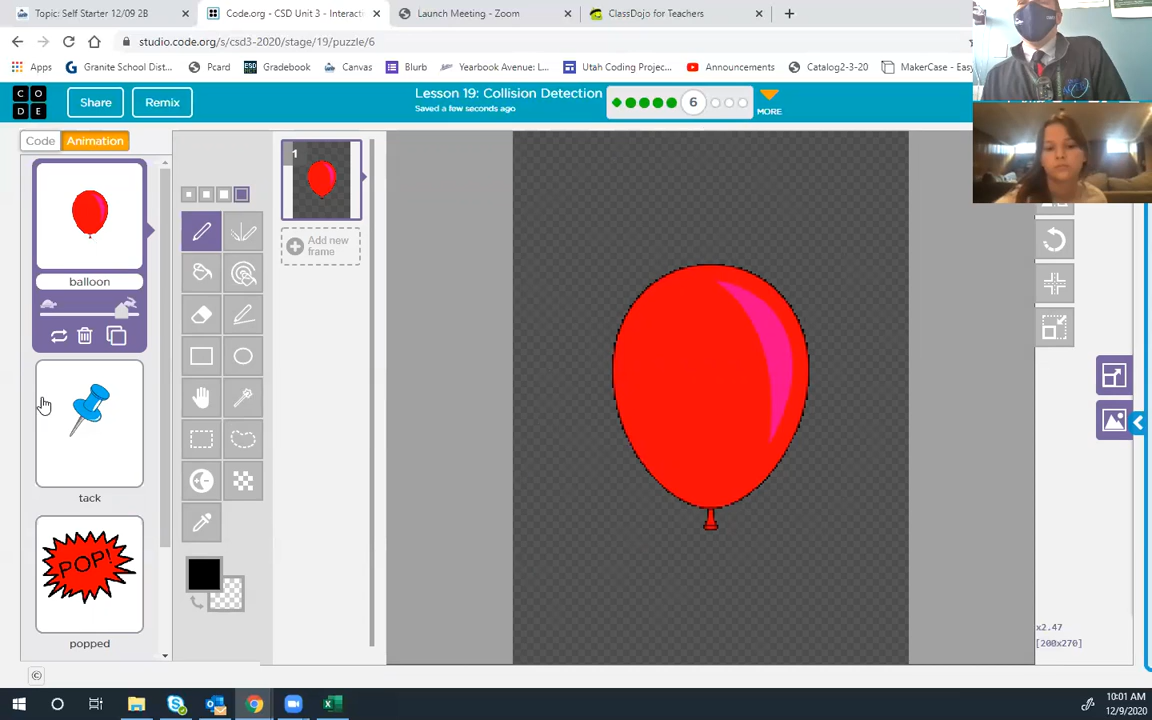 Topic: Self Starter 12/09 2B
Code.org - CSD Unit 3 - Interacti
Launch Meeting - Zoom
ClassDojo for Teachers
studio.code.org/s/csd3-2020/stage/19/puzzle/6
Apps
Granite School Dist...
Pcard
Gradebook
Canvas
Blurb
Yearbook Avenue: L...
Utah Coding Projec...
Announcements
Catalog2-3-20
MakerCase - Eas
CO
DE
Share
Remix
Lesson 19: Collision Detection
Saved a few seconds ago
6
MORE
Code
Animation
1
Add new
frame
balloon
tack
POP!
popped
x2.47
[200x270]
©
10:01 AM
12/9/2020